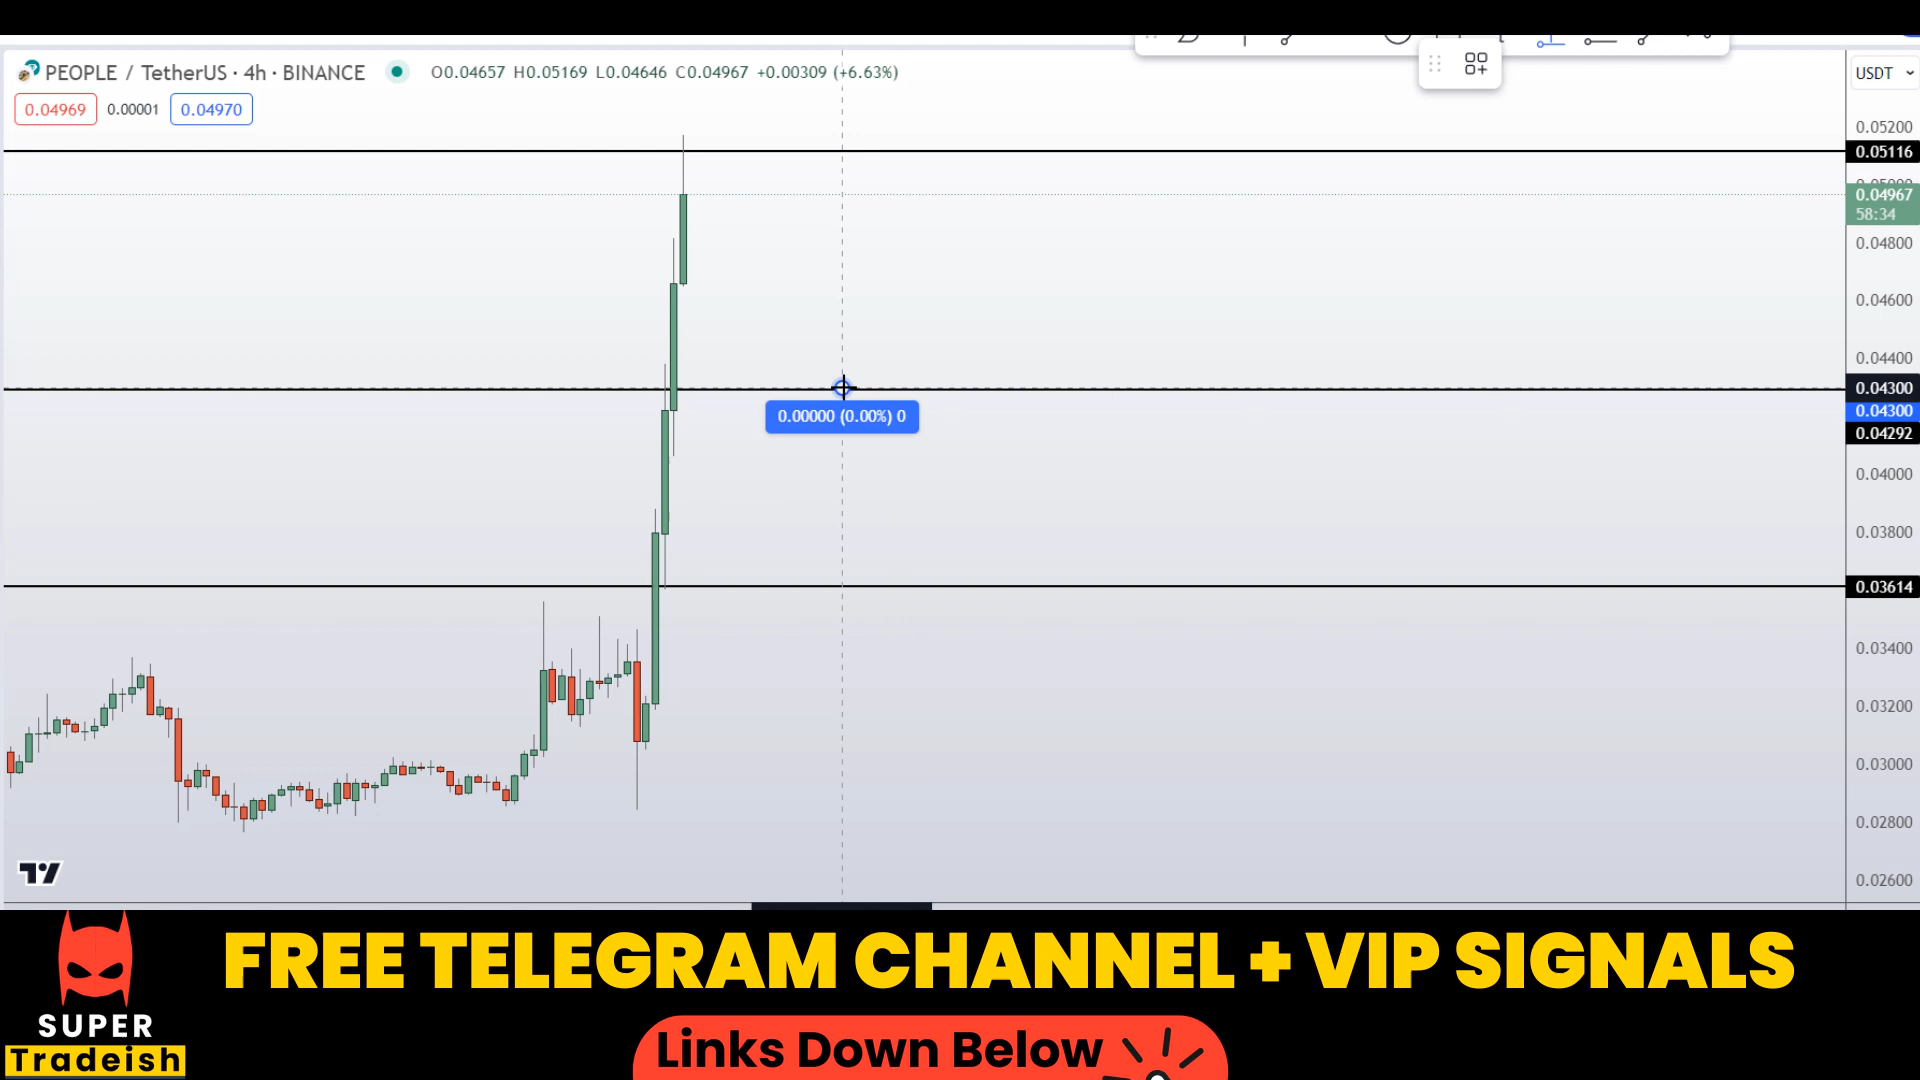 PEOPLE / TetherUS · 4h · BINANCE
O0.04657 H0.05169 L0.04646 C0.04967 +0.00309 (+6.63%)
USDT
0.04969 0.00001 0.04970
0.05200
0.05116
0.04967
58:34
0.04800
0.04600
0.04400
0.04300
0.04300
0.04292
0.00000 (0.00%) 0
0.04000
0.03800
0.03614
0.03400
0.03200
0.03000
0.02800
0.02600
FREE TELEGRAM CHANNEL + VIP SIGNALS
SUPER
Tradeish
Links Down Below